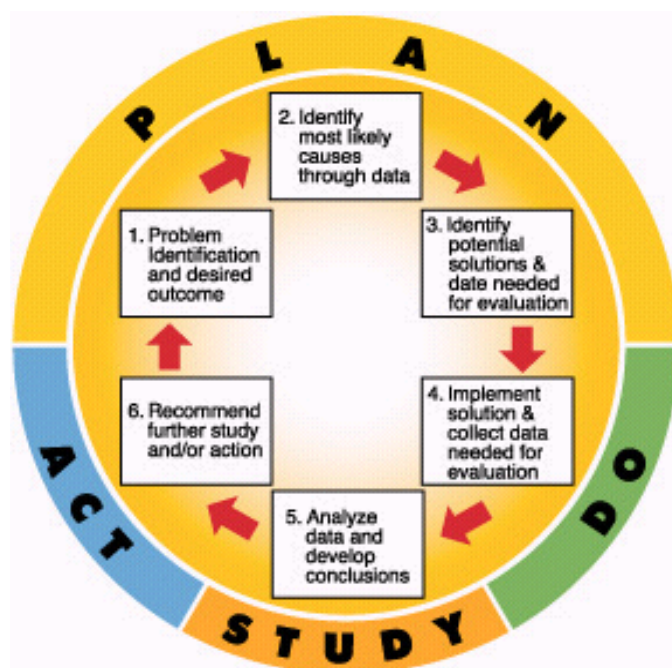 PLAN
2. Identify
most likely
causes
through data
1. Problem
Identification
and desired
outcome
3. Identify
potential
solutions &
date needed
for evaluation
6. Recommend
further study
and/or action
4. Implement
solution &
collect data
needed for
evaluation
5. Analyze
data and
develop
conclusions
ACT
DO
STUDY